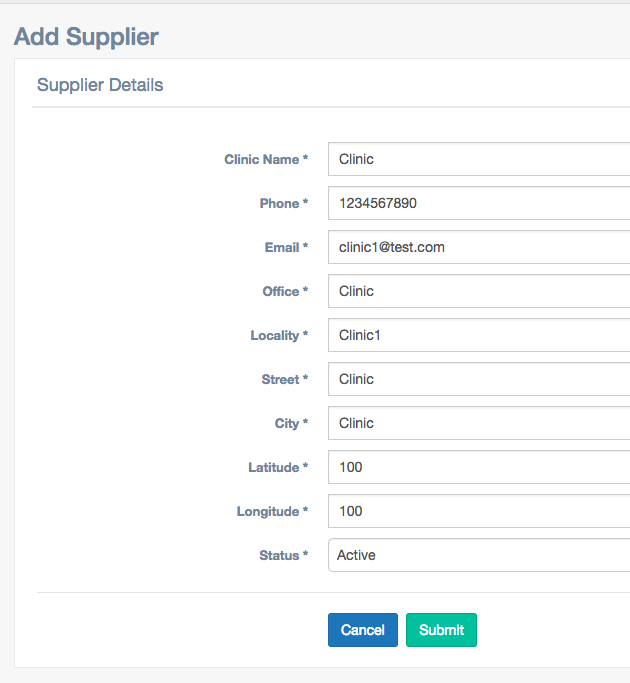 Add Supplier
Supplier Details
Clinic Name * Clinic
Phone * 1234567890
Email * clinic1@test.com
Office * Clinic
Locality * Clinic1
Street * Clinic
City * Clinic
Latitude * 100
Longitude * 100
Status * Active
Cancel Submit